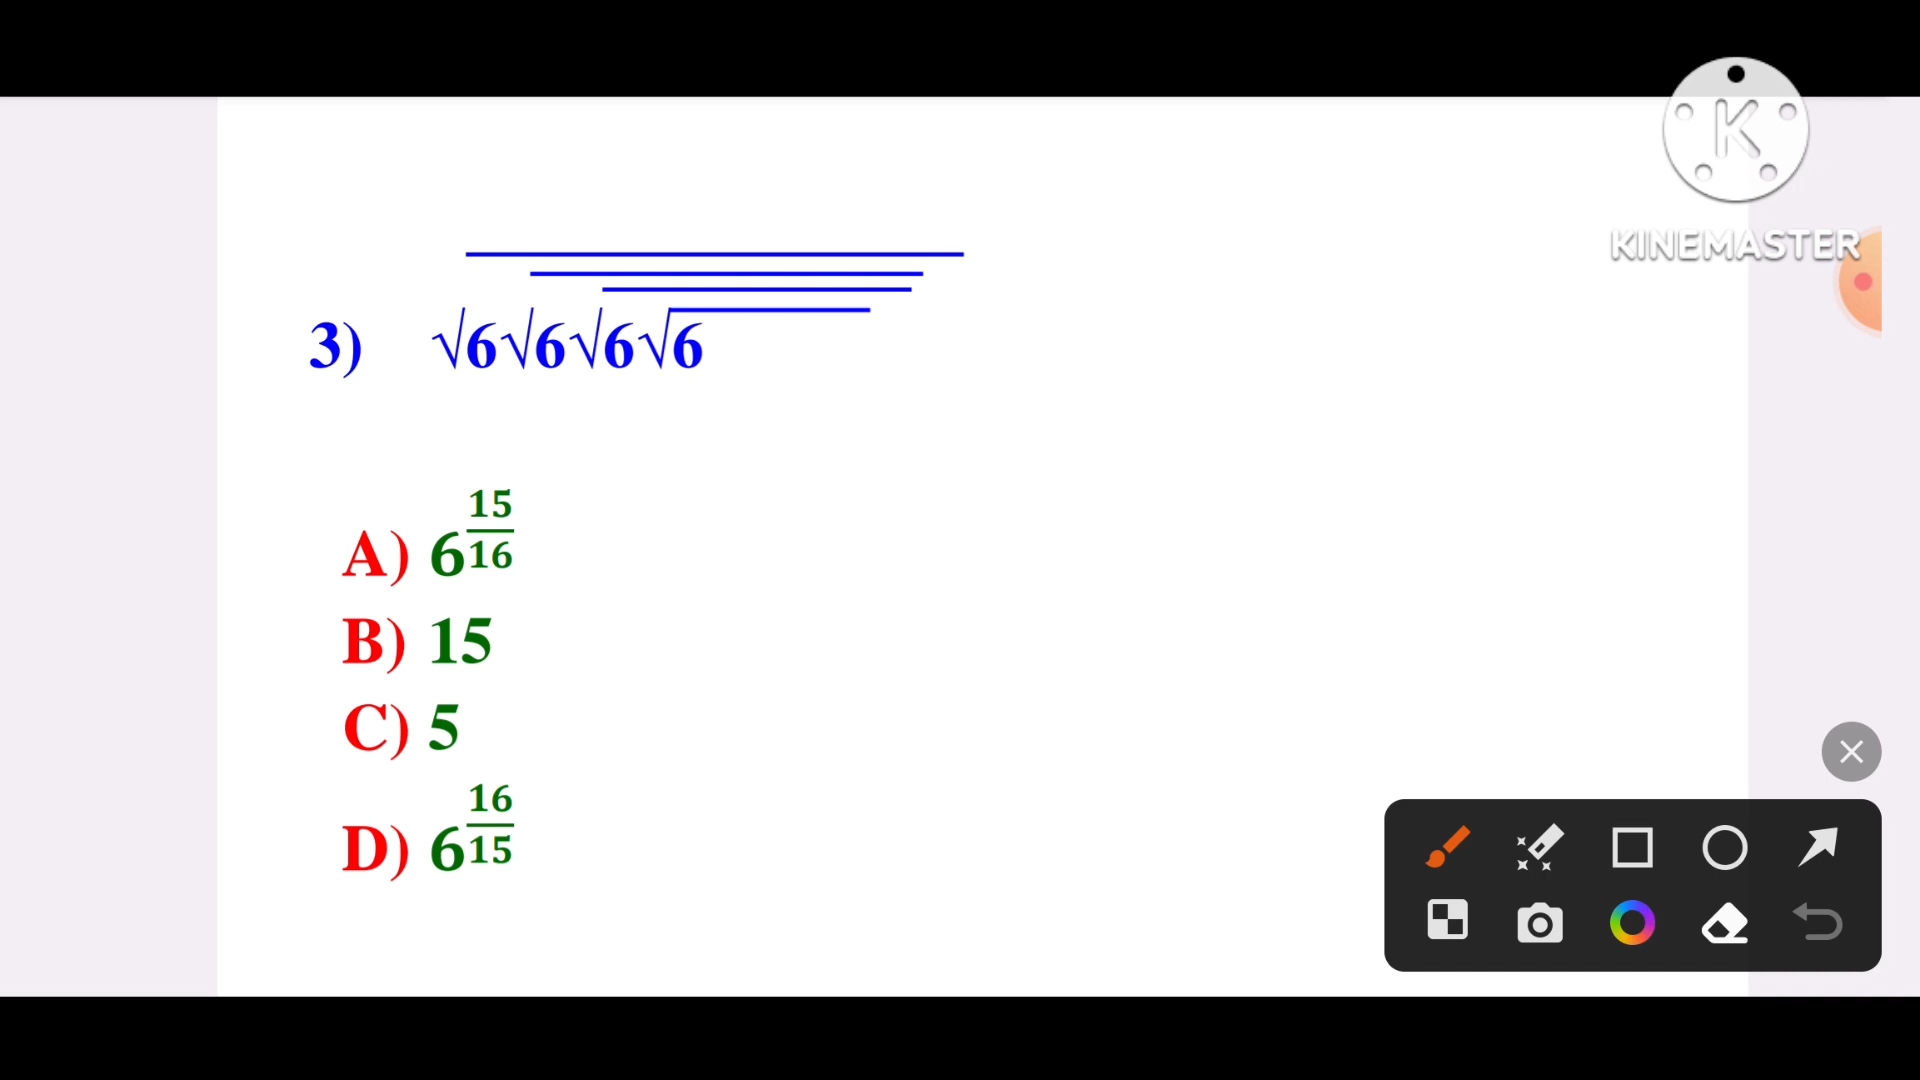 K
KINEMASTER
3) √6√6√6√6
A) 6^(15/16)
B) 15
C) 5
D) 6^(16/15)